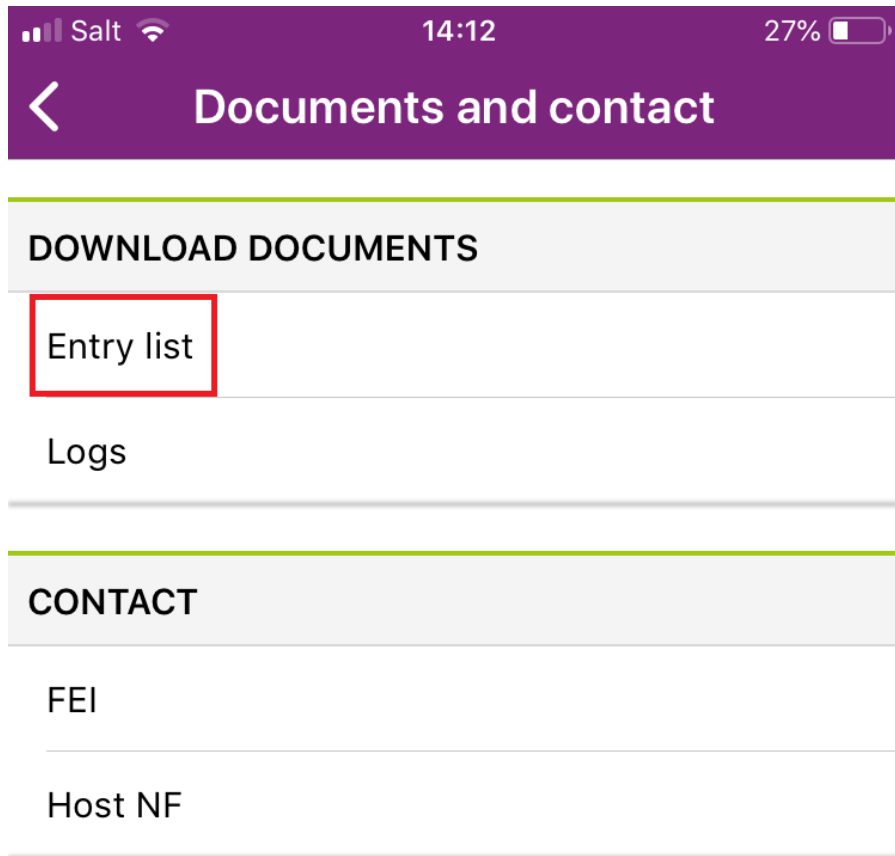 Salt 14:12 27%
Documents and contact
DOWNLOAD DOCUMENTS
Entry list
Logs
CONTACT
FEI
Host NF